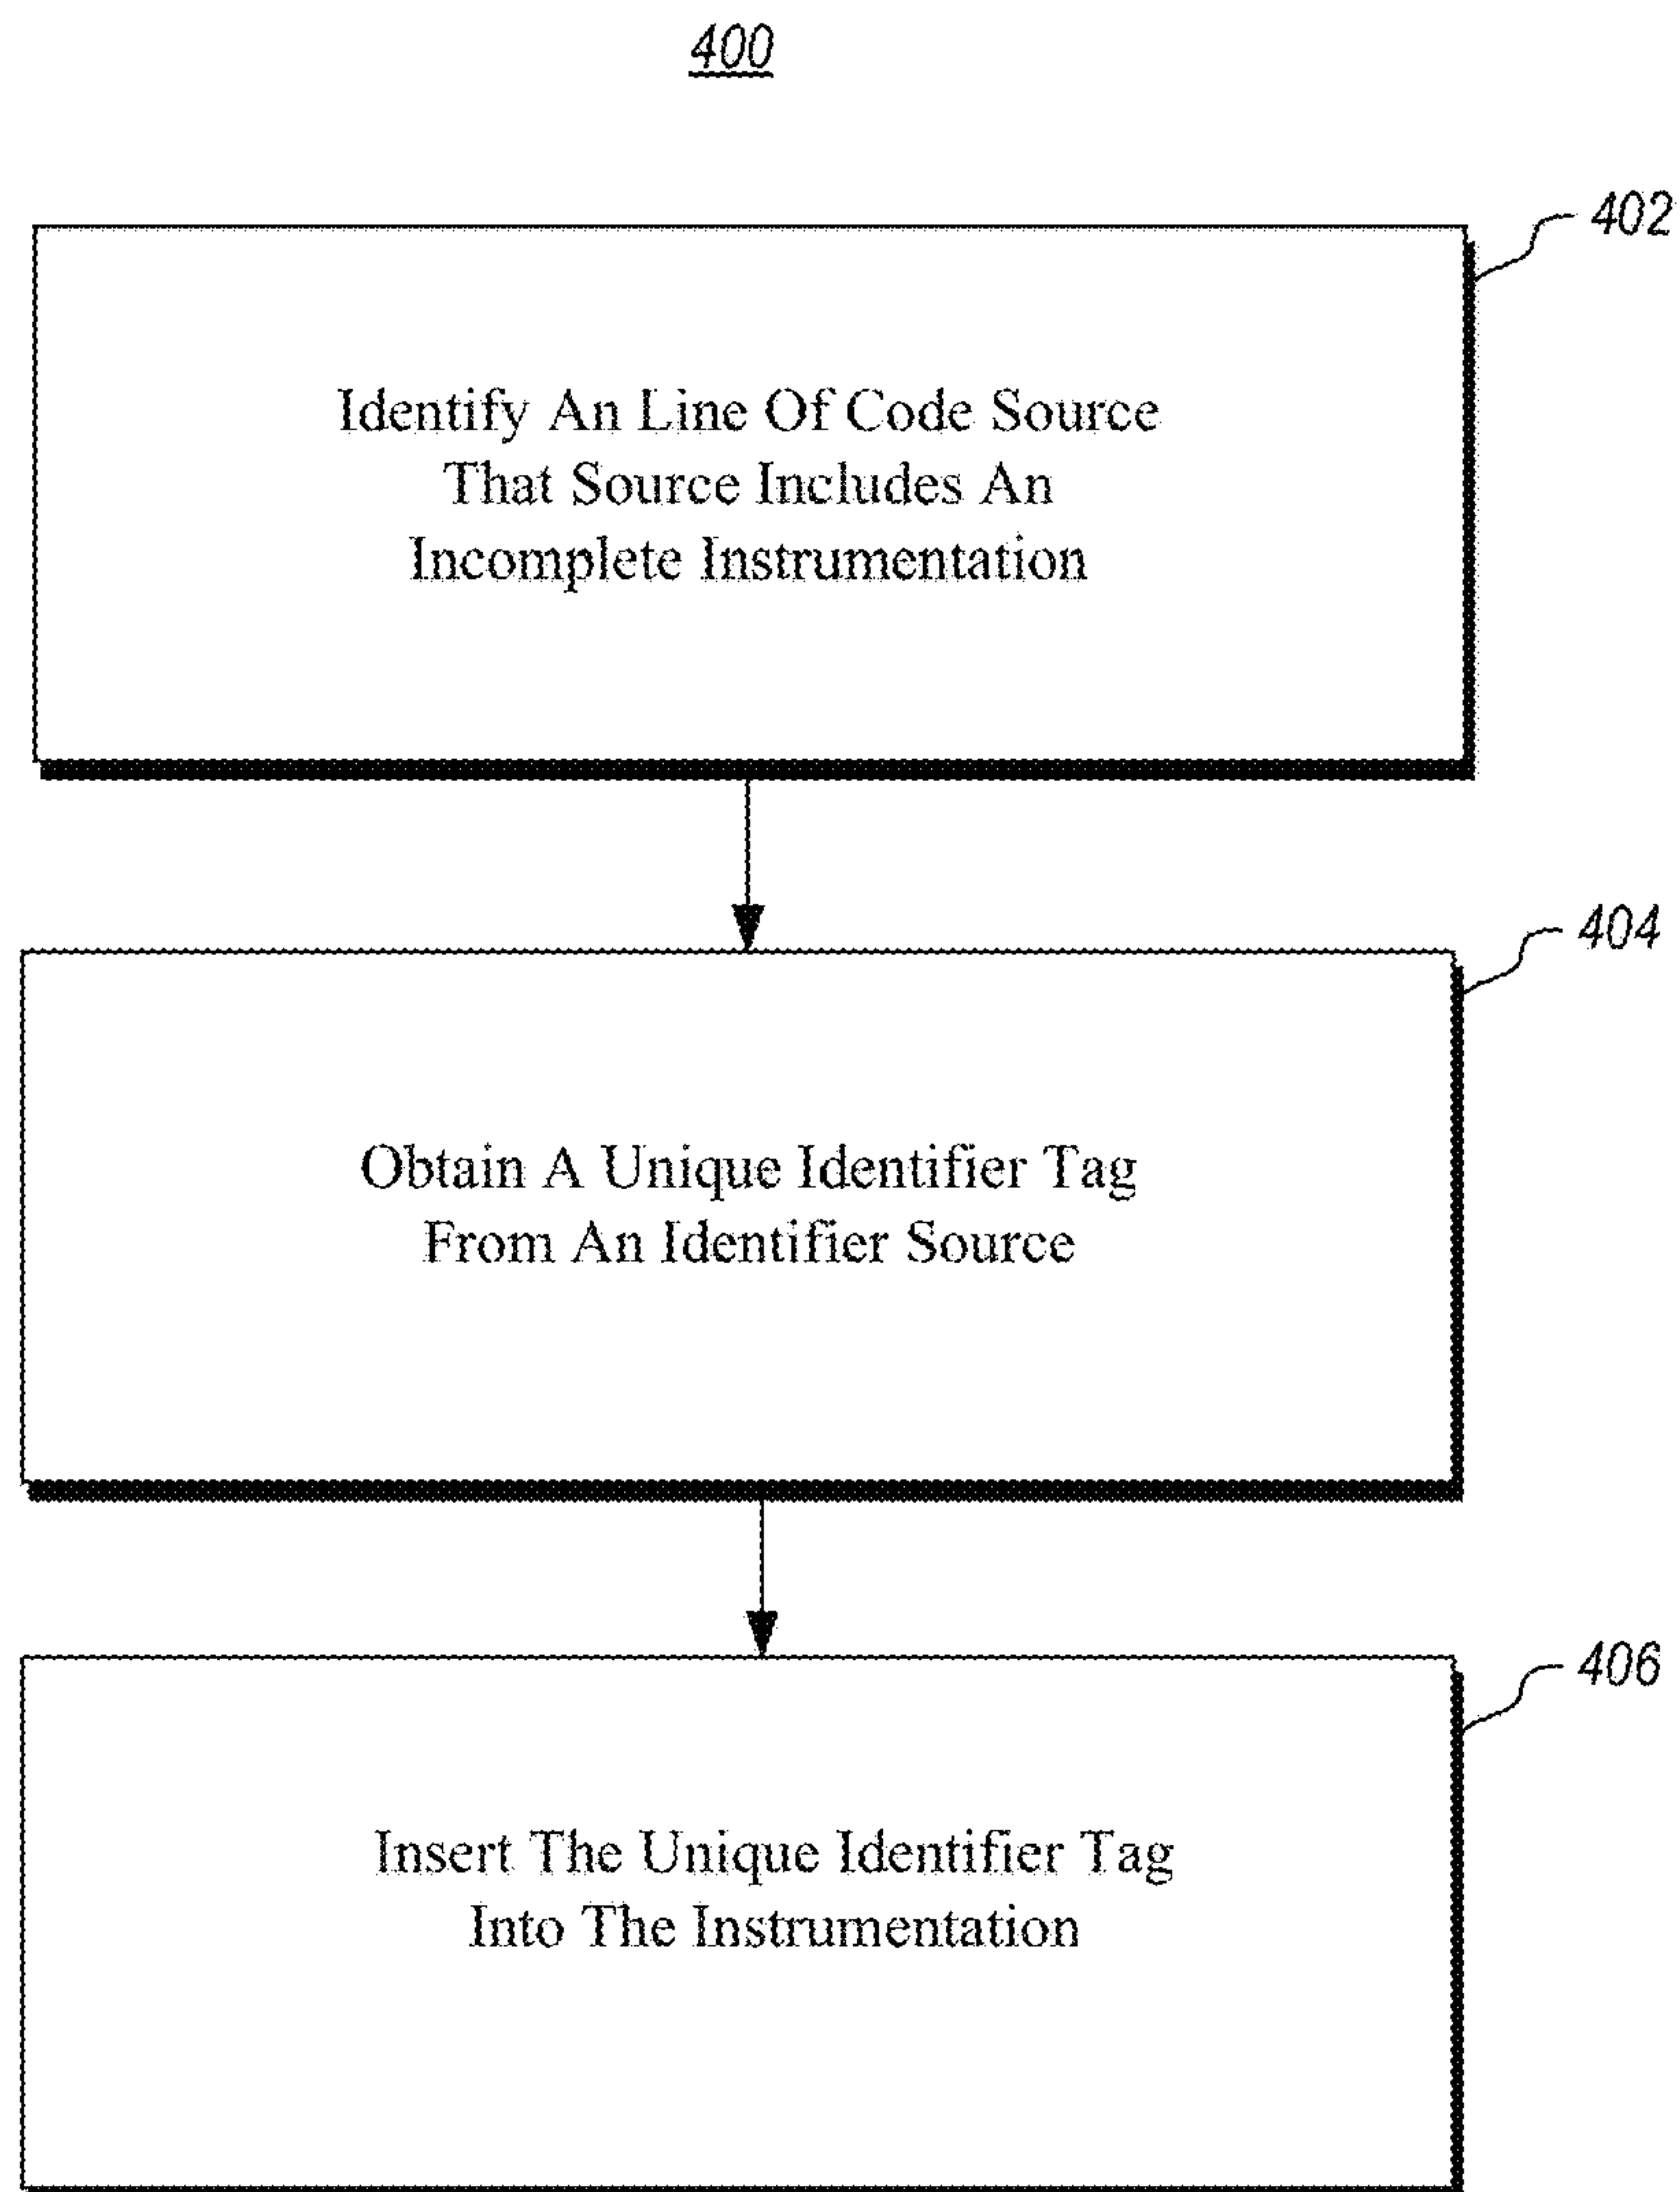 400
402
Identify An Line Of Code Source
That Source Includes An
Incomplete Instrumentation
404
Obtain A Unique Identifier Tag
From An Identifier Source
406
Insert The Unique Identifier Tag
Into The Instrumentation